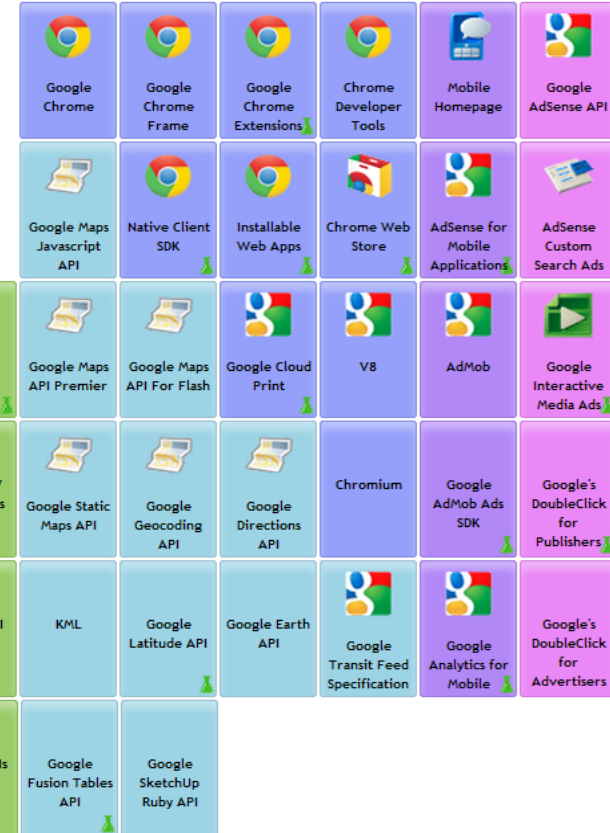 Google
Chrome
Google
Chrome
Frame
Google
Chrome
Extensions
Chrome
Developer
Tools
Mobile
Homepage
Google
AdSense API
Google Maps
Javascript
API
Native Client
SDK
Installable
Web Apps
Chrome Web
Store
AdSense for
Mobile
Applications
AdSense
Custom
Search Ads
Google Maps
API Premier
Google Maps
API For Flash
Google Cloud
Print
V8
AdMob
Google
Interactive
Media Ads
Google Static
Maps API
Google
Geocoding
API
Google
Directions
API
Chromium
Google
AdMob Ads
SDK
Google's
DoubleClick
for
Publishers
KML
Google
Latitude API
Google Earth
API
Google
Transit Feed
Specification
Google
Analytics for
Mobile
Google's
DoubleClick
for
Advertisers
Google
Fusion Tables
API
Google
SketchUp
Ruby API